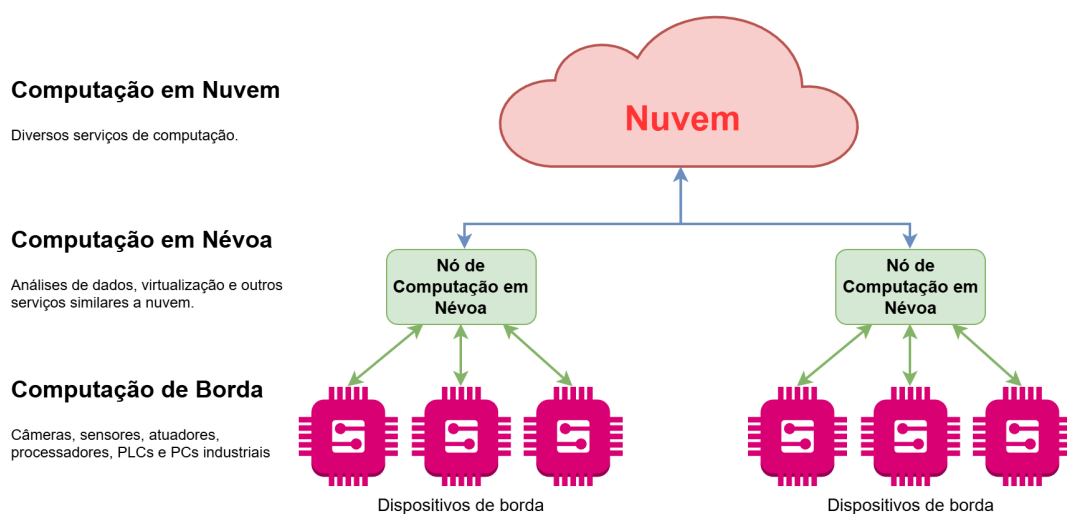 Computação em Nuvem
Diversos serviços de computação.
Nuvem
Computação em Névoa
Análises de dados, virtualização e outros
serviços similares a nuvem.
Nó de
Computação em
Névoa
Nó de
Computação em
Névoa
Computação de Borda
Câmeras, sensores, atuadores,
processadores, PLCs e PCs industriais
Dispositivos de borda
Dispositivos de borda